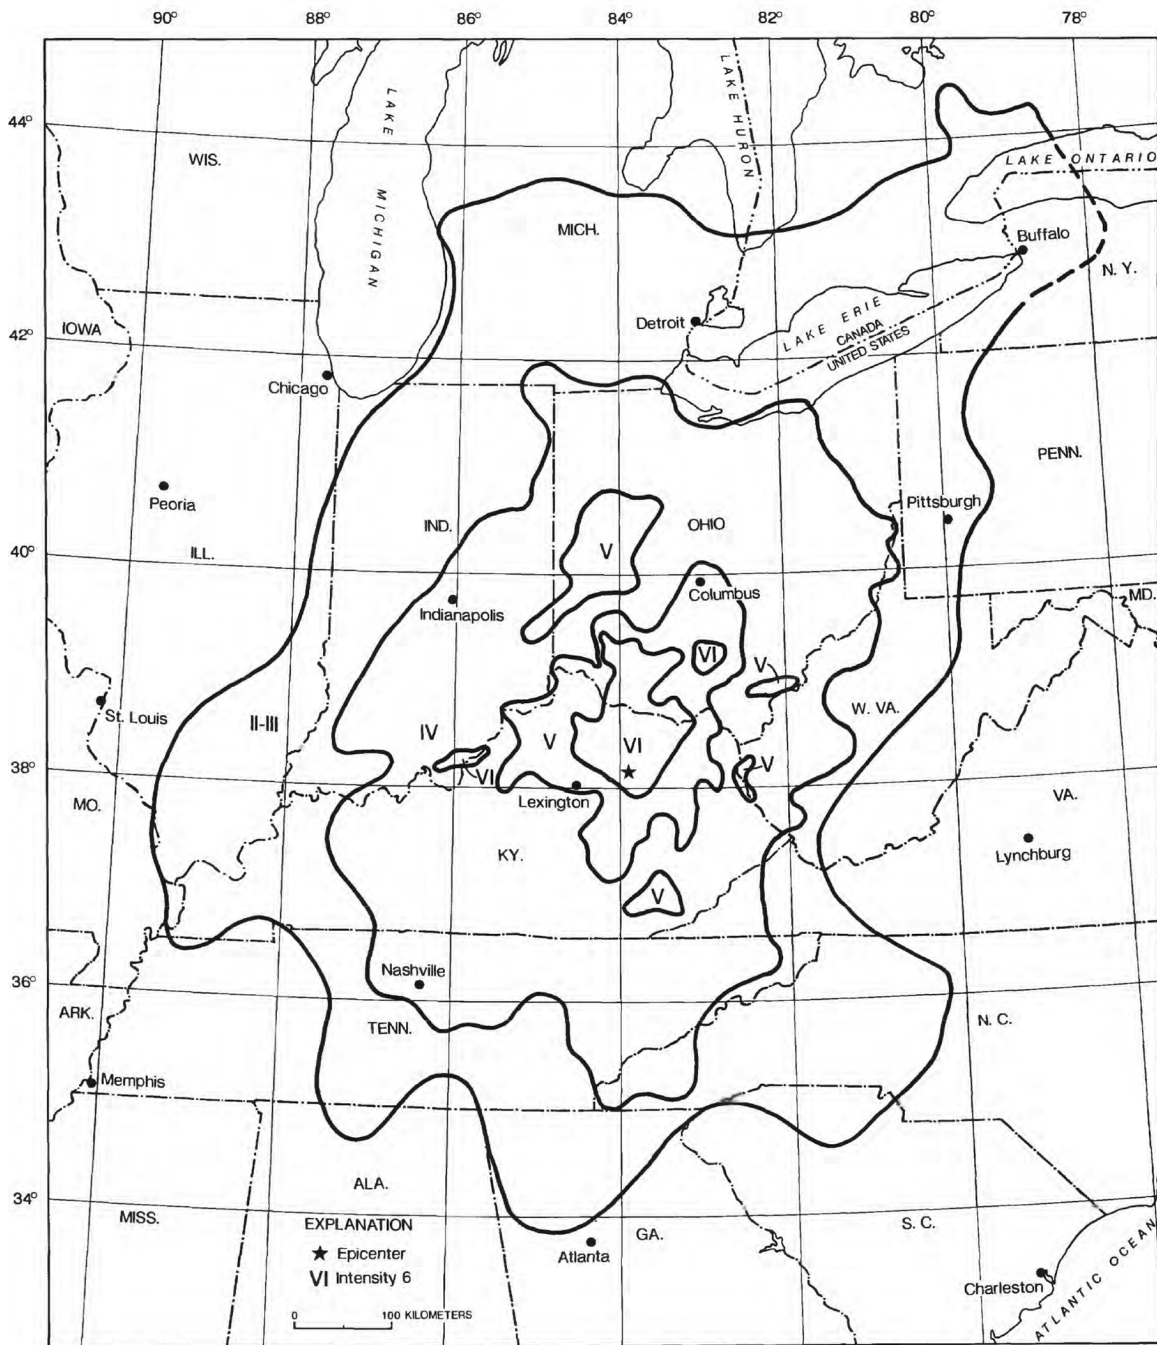 90° 88° 86° 84° 82° 80° 78°
44°
WIS.
LAKE MICHIGAN
LAKE HURON
LAKE ONTARIO
MICH.
Buffalo
N. Y.
Detroit
LAKE ERIE
CANADA
UNITED STATES
IOWA
42°
Chicago
PENN.
Peoria
Pittsburgh
IND.
OHIO
ILL.
V
40°
Columbus
Indianapolis
MD.
VI
V
St. Louis
II-III
W. VA.
IV
V
VI
V
VI
38°
Lexington
MO.
VA.
KY.
Lynchburg
V
Nashville
36°
ARK.
TENN.
N. C.
Memphis
34°
ALA.
MISS.
S. C.
GA.
EXPLANATION
Epicenter
VI Intensity 6
Atlanta
Charleston
ATLANTIC OCEAN
0 100 KILOMETERS